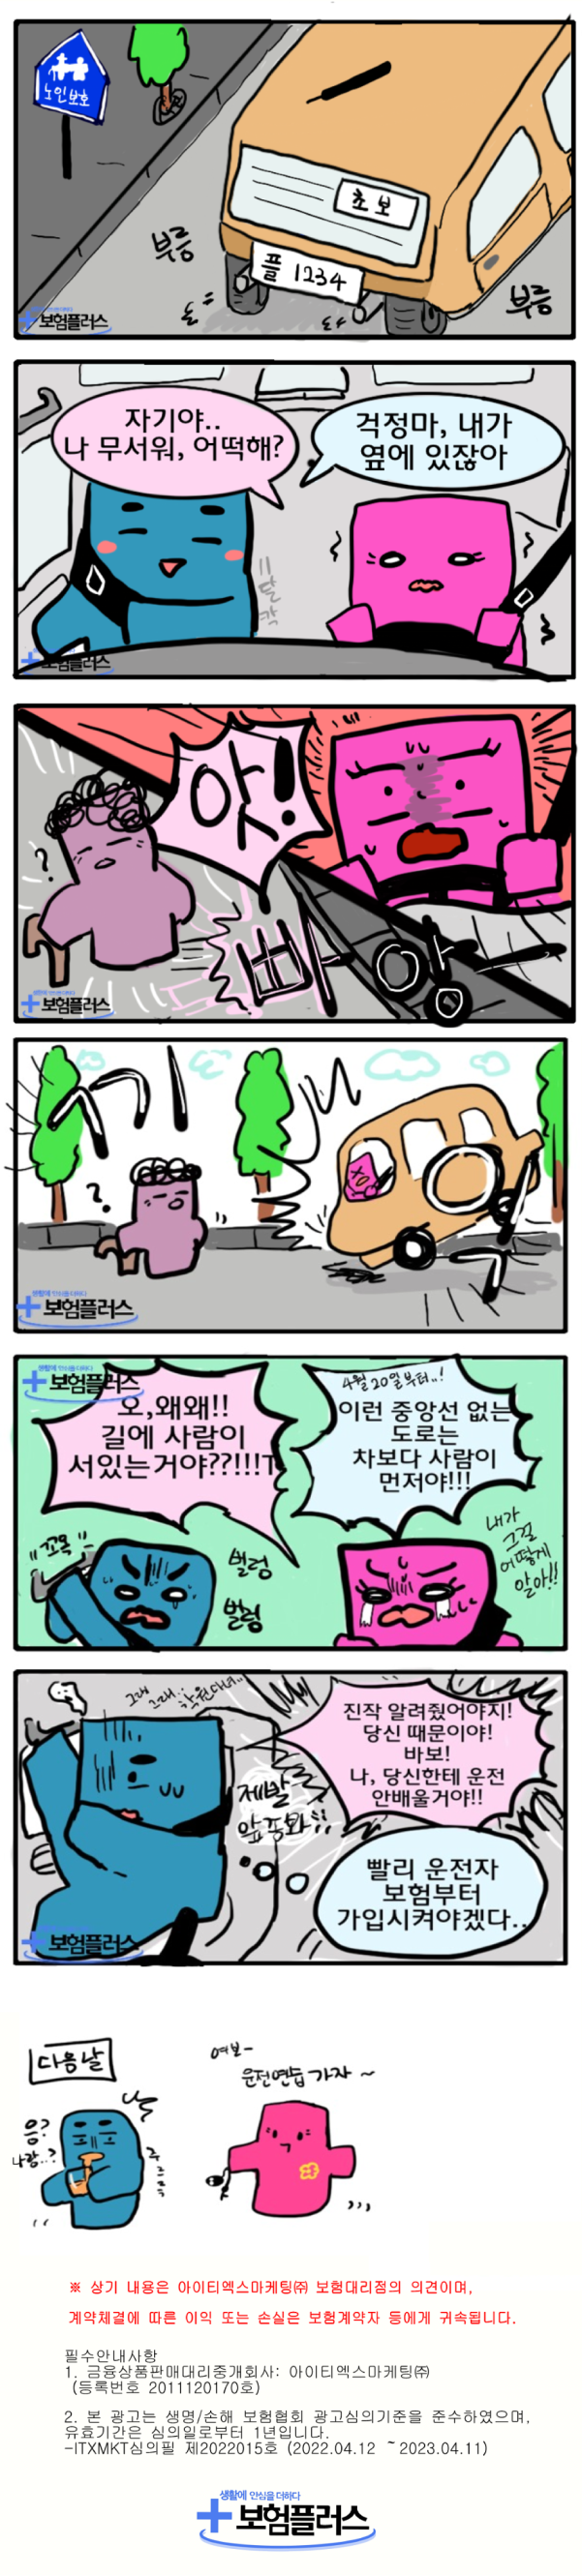 노인보호
초보
플 1234
부릉
부릉
보험플러스
자기야..
나 무서워, 어떡해?
걱정마, 내가
옆에 있잖아
달칵
보험플러스
앗!
?
빠앙
보험플러스
?
보험플러스
보험플러스
오,왜왜!!
길에 사람이
서있는거야??!!!T
4월 20일부터..!
이런 중앙선 없는
도로는
차보다 사람이
먼저야!!!
"꼬옥"
벌렁
벌렁
내가
그걸
어떻게
알아!!
그래
그래..
진작 알려줬어야지!
당신 때문이야!
바보!
나, 당신한테 운전
안배울거야!!
제발
앞좀봐!!
빨리 운전자
보험부터
가입시켜야겠다..
보험플러스
다음날
여보~
운전연습 가자 ~
음?
나랑..?
주르륵
※ 상기 내용은 아이티엑스마케팅㈜ 보험대리점의 의견이며,
계약체결에 따른 이익 또는 손실은 보험계약자 등에게 귀속됩니다.
필수안내사항
1. 금융상품판매대리중개회사: 아이티엑스마케팅㈜
(등록번호 2011120170호)
2. 본 광고는 생명/손해 보험협회 광고심의기준을 준수하였으며,
유효기간은 심의일로부터 1년입니다.
-ITXMKT심의필 제2022015호 (2022.04.12 ~2023.04.11)
생활에 안심을 더하다
보험플러스